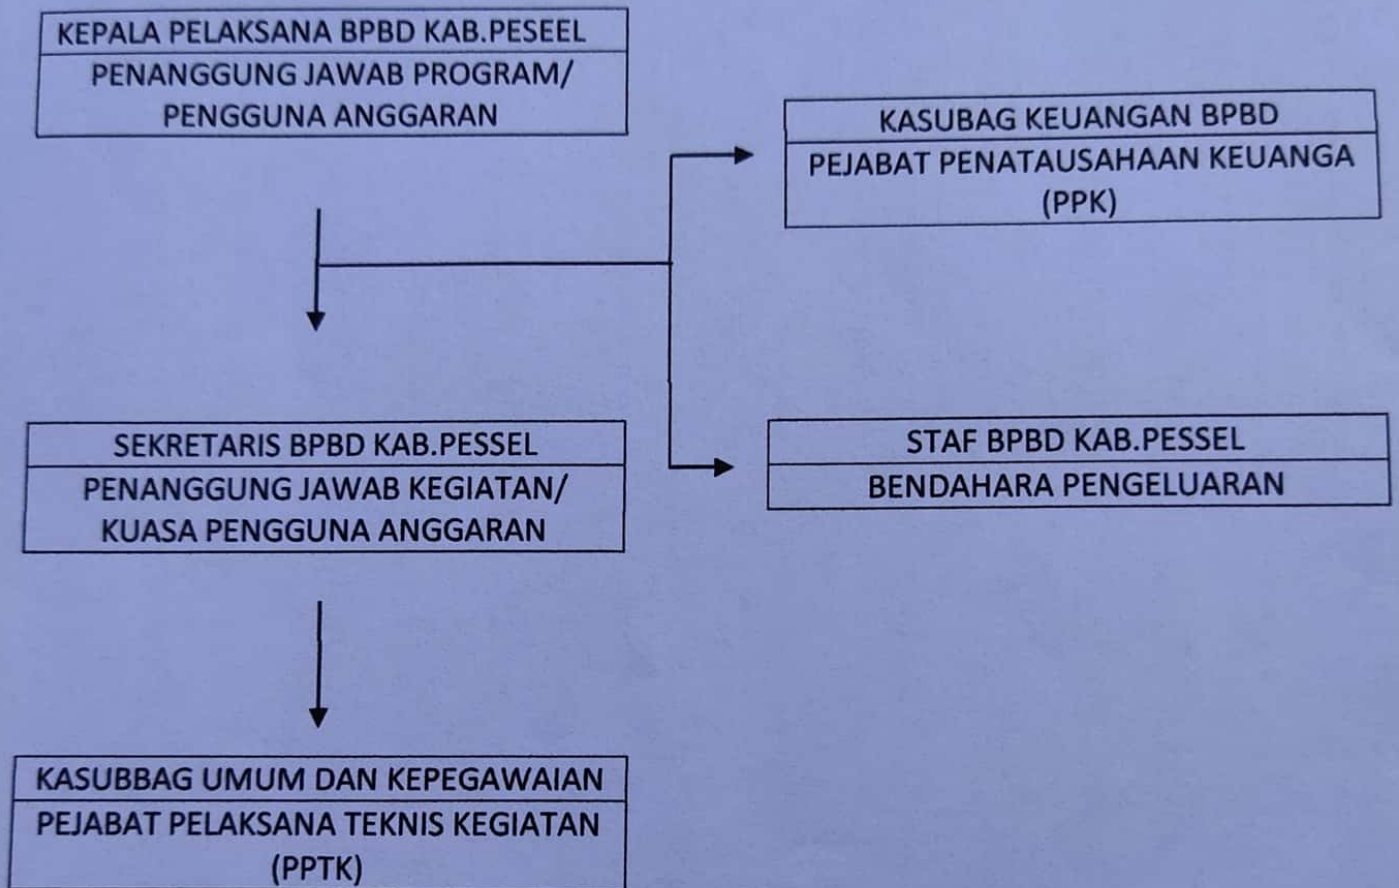 KEPALA PELAKSANA BPBD KAB.PESEEL
PENANGGUNG JAWAB PROGRAM/
PENGGUNA ANGGARAN
KASUBAG KEUANGAN BPBD
PEJABAT PENATAUSAHAAN KEUANGA
(PPK)
SEKRETARIS BPBD KAB.PESSEL
PENANGGUNG JAWAB KEGIATAN/
KUASA PENGGUNA ANGGARAN
STAF BPBD KAB.PESSEL
BENDAHARA PENGELUARAN
KASUBBAG UMUM DAN KEPEGAWAIAN
PEJABAT PELAKSANA TEKNIS KEGIATAN
(PPTK)